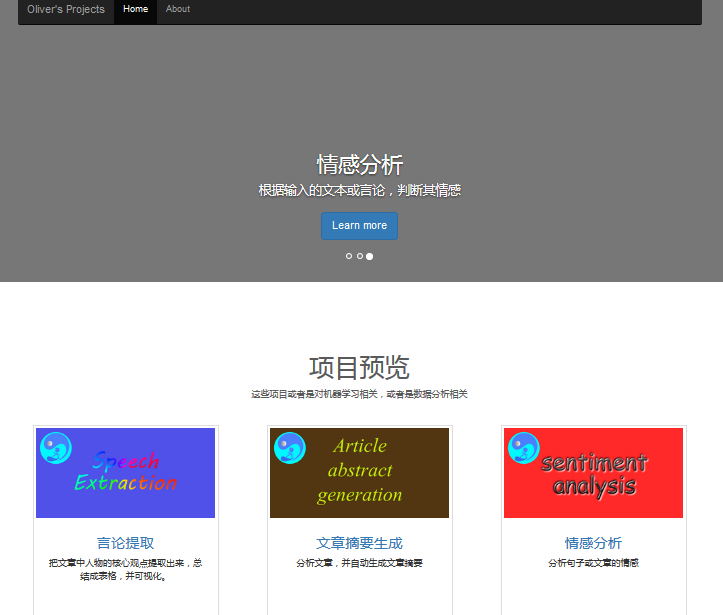 Oliver's Projects Home About
情感分析
根据输入的文本或言论，判断其情感
Learn more
项目预览
这些项目或者是对机器学习相关，或者是数据分析相关
Speech
Extraction
言论提取
把文章中人物的核心观点提取出来，总
结成表格，并可视化。
Article
abstract
generation
文章摘要生成
分析文章，并自动生成文章摘要
sentiment
analysis
情感分析
分析句子或文章的情感